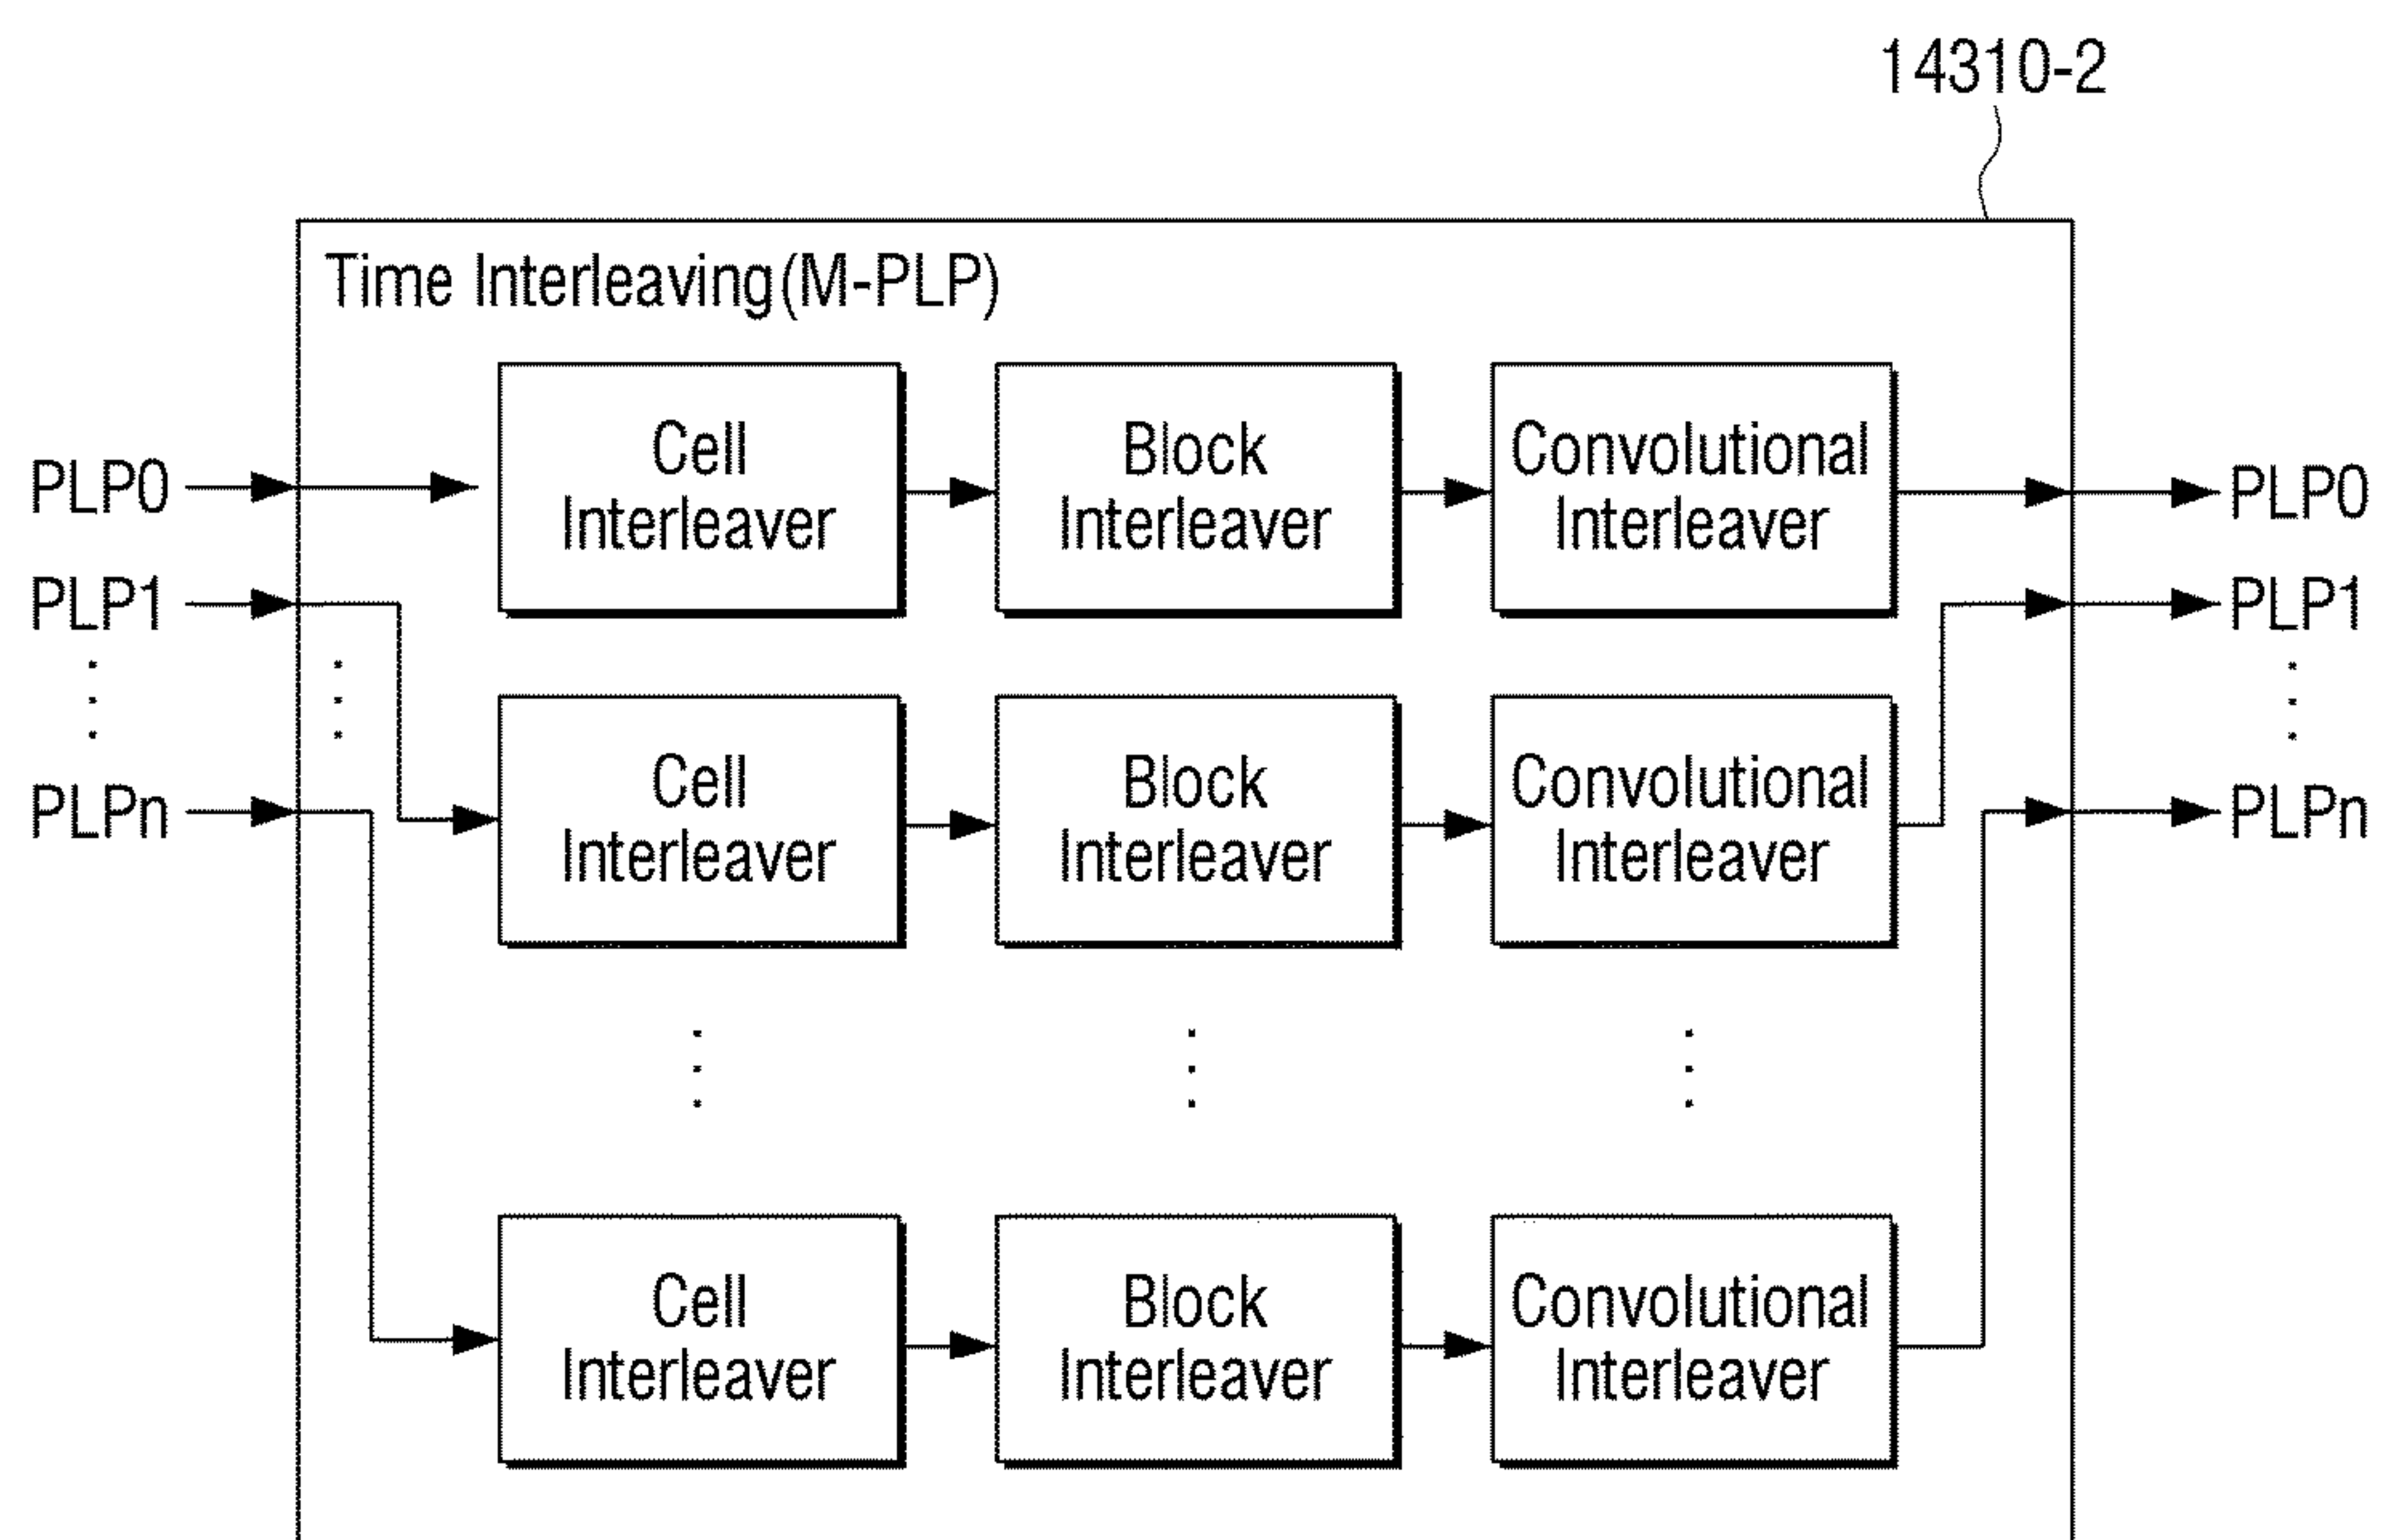 14310-2
Time Interleaving(M-PLP)
Cell
Interleaver
Block
Interleaver
Convolutional
Interleaver
PLP0
PLP0
PLP1
PLP1
PLPn
PLPn
Cell
Interleaver
Block
Interleaver
Convolutional
Interleaver
Cell
Interleaver
Block
Interleaver
Convolutional
Interleaver